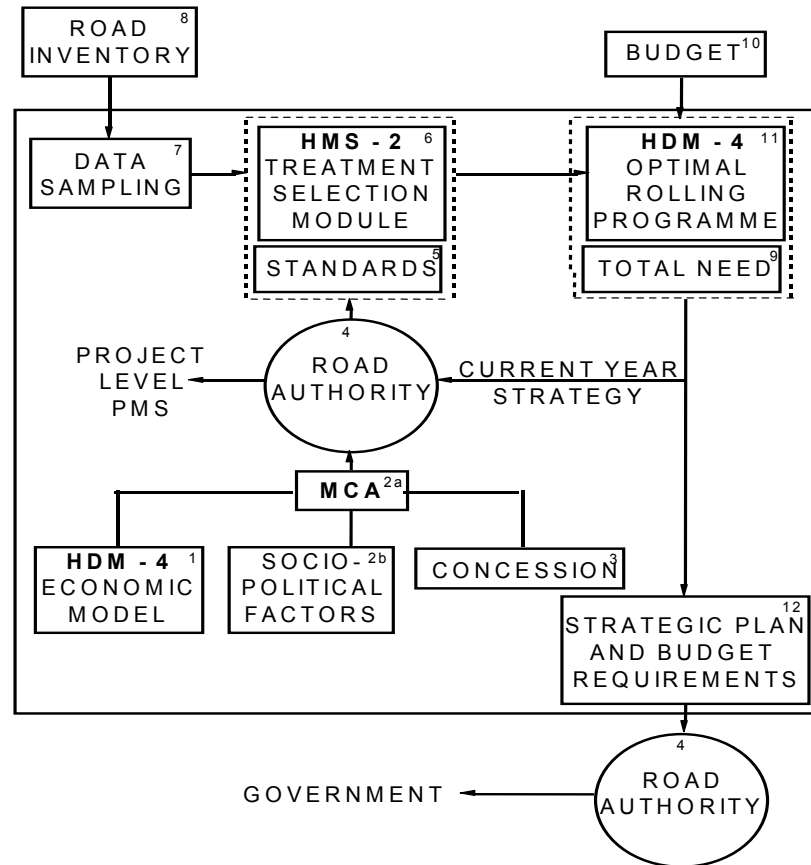 8
ROAD
INVENTORY
BUDGET 10
7
DATA
SAMPLING
HMS - 2 6
TREATMENT
SELECTION
MODULE
STANDARDS 5
HDM - 4 11
OPTIMAL
ROLLING
PROGRAMME
TOTAL NEED 9
4
ROAD
AUTHORITY
PROJECT
LEVEL
PMS
CURRENT YEAR
STRATEGY
MCA 2a
HDM - 4 1
ECONOMIC
MODEL
SOCIO- 2b
POLITICAL
FACTORS
CONCESSION 3
12
STRATEGIC PLAN
AND BUDGET
REQUIREMENTS
4
ROAD
AUTHORITY
GOVERNMENT